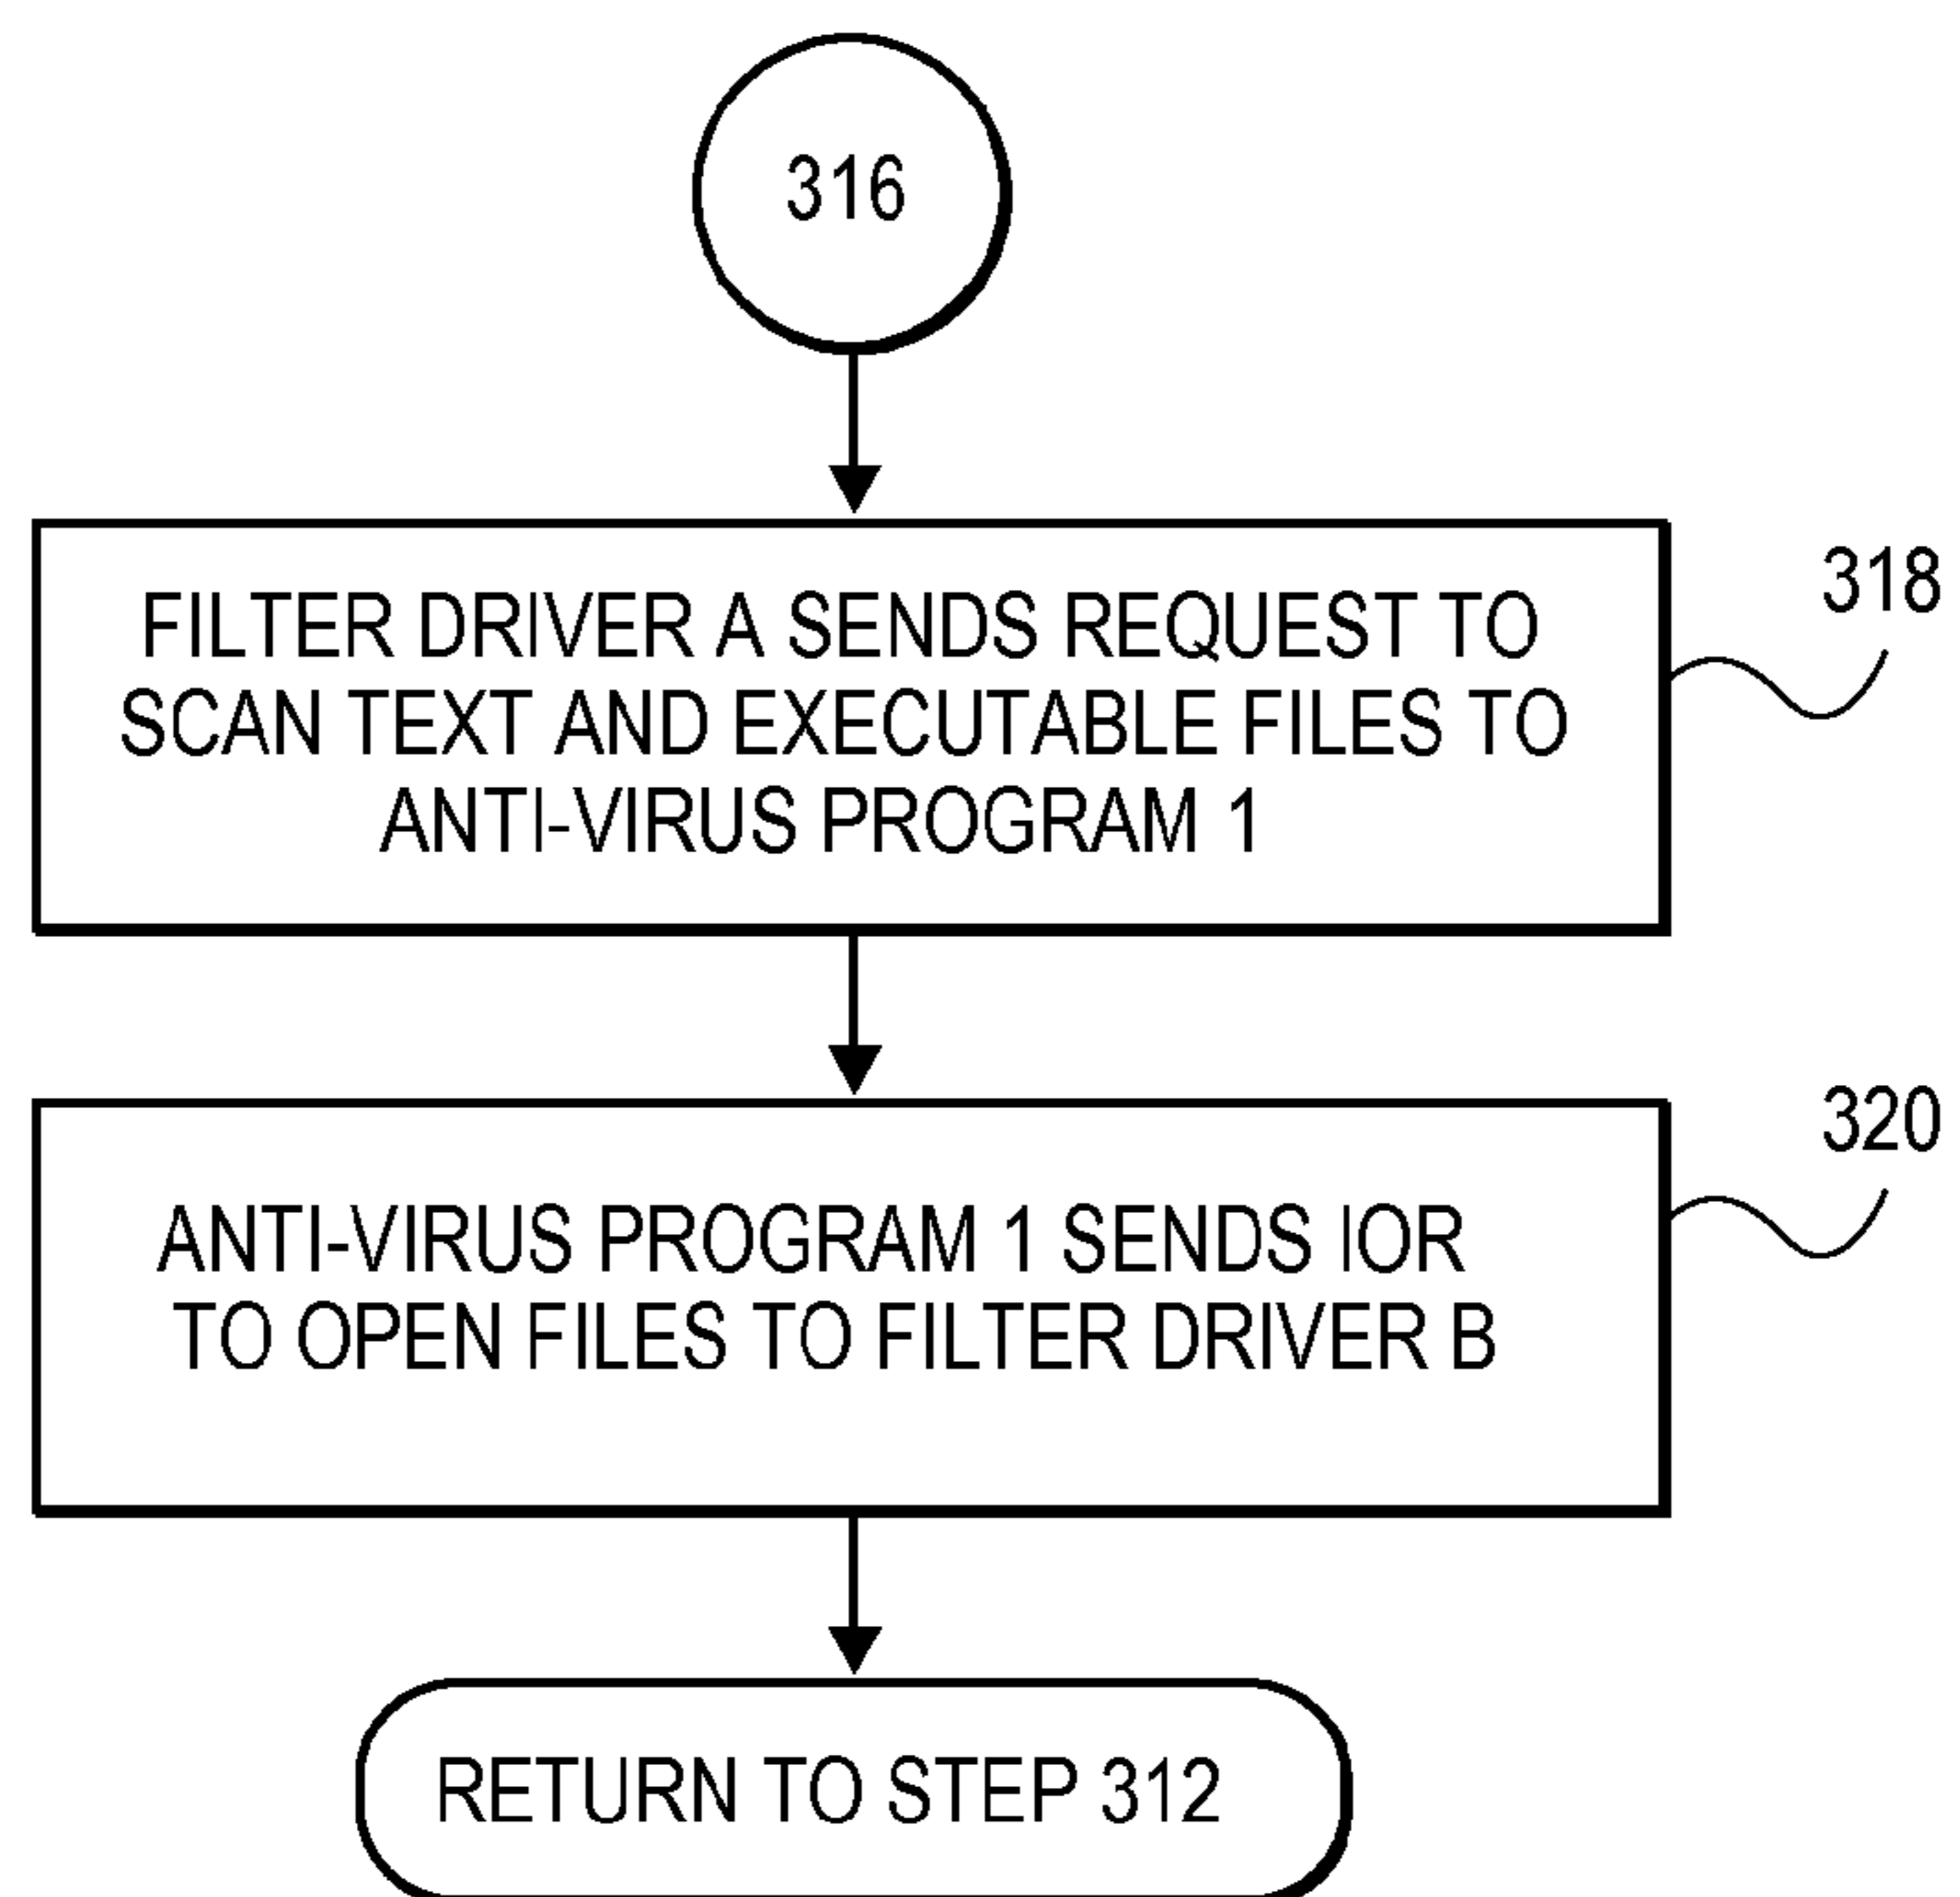 316
FILTER DRIVER A SENDS REQUEST TO
SCAN TEXT AND EXECUTABLE FILES TO
ANTI-VIRUS PROGRAM 1
318
ANTI-VIRUS PROGRAM 1 SENDS IOR
TO OPEN FILES TO FILTER DRIVER B
320
RETURN TO STEP 312